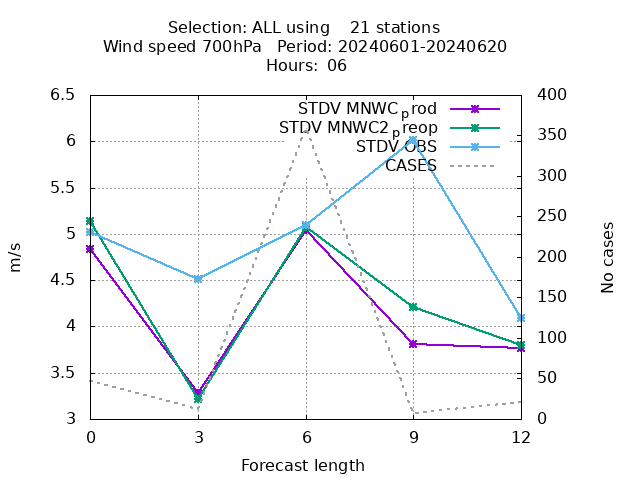 Selection: ALL using    21 stations
Wind speed 700hPa   Period: 20240601-20240620
Hours:  06
STDV MNWCprod
STDV MNWC2preop
STDV OBS
CASES
6.5
6
5.5
5
4.5
4
3.5
3
m/s
400
350
300
250
200
150
100
50
0
No cases
0 3 6 9 12
Forecast length